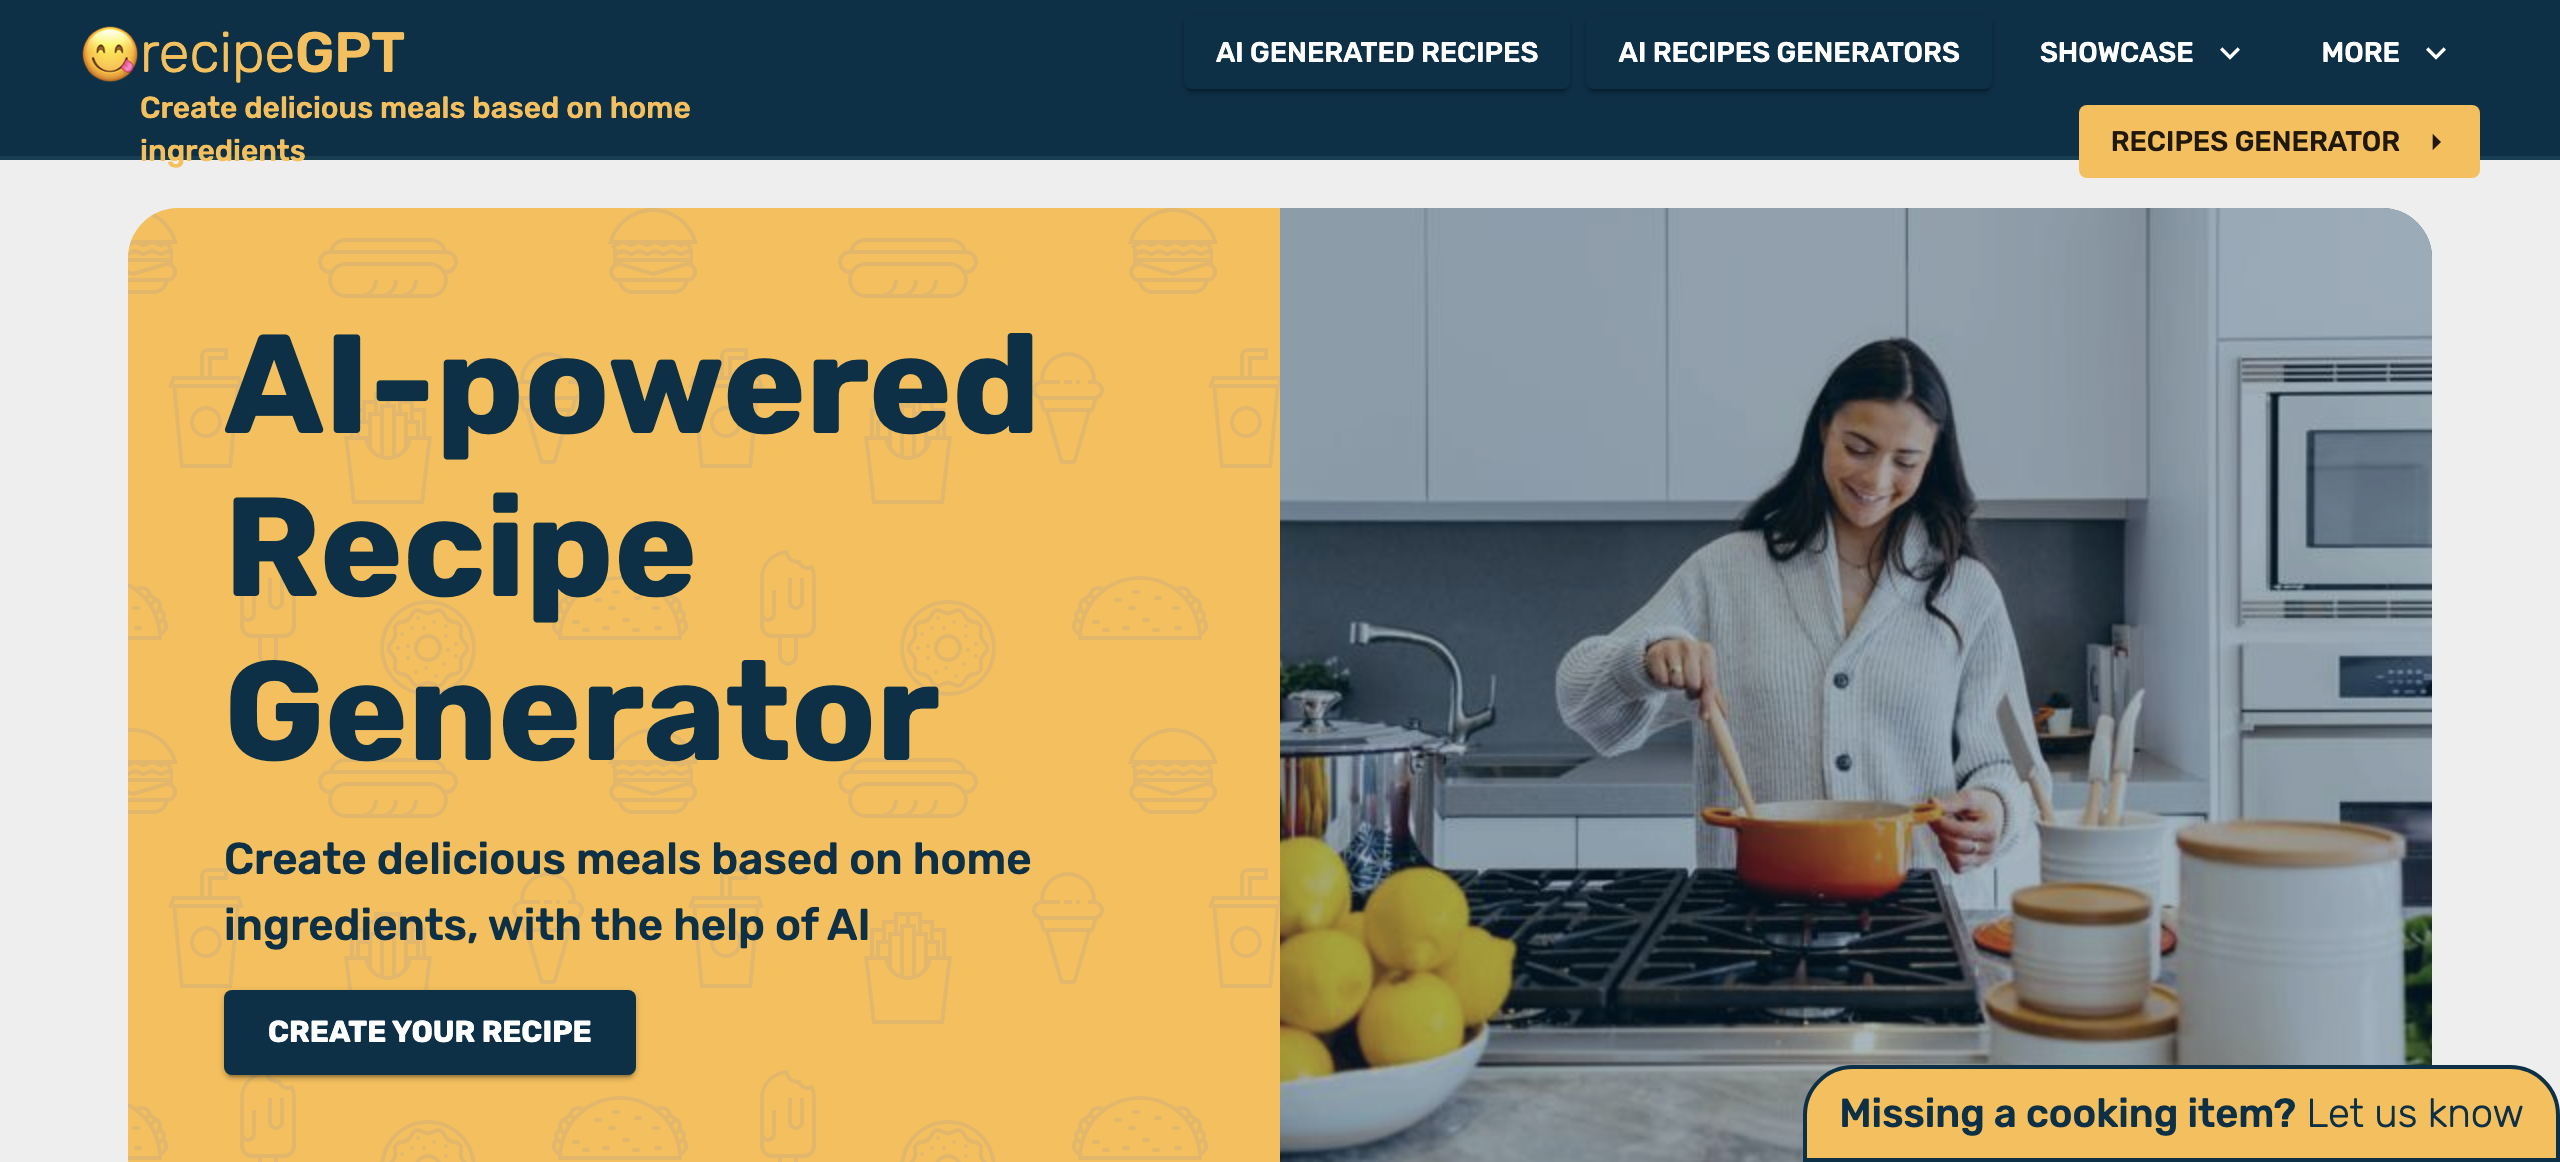 recipeGPT
Create delicious meals based on home
ingredients
AI GENERATED RECIPES
AI RECIPES GENERATORS
SHOWCASE
MORE
RECIPES GENERATOR
AI-powered
Recipe
Generator
Create delicious meals based on home
ingredients, with the help of AI
CREATE YOUR RECIPE
Missing a cooking item? Let us know